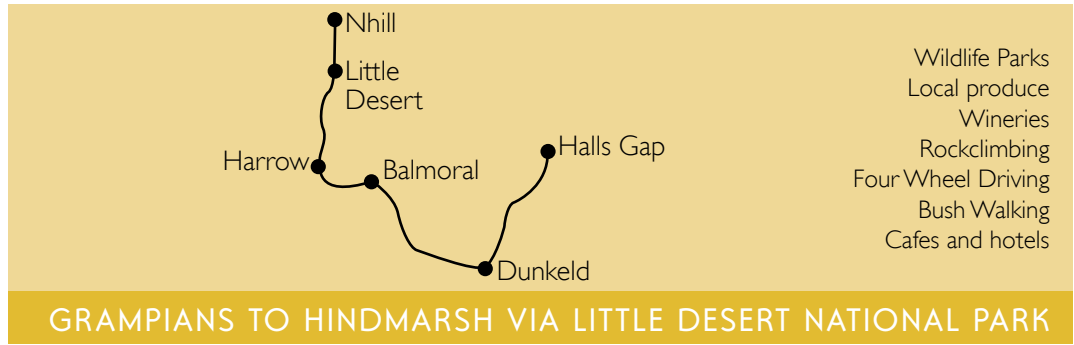 Nhill
Little
Desert
Harrow
Balmoral
Halls Gap
Dunkeld
Wildlife Parks
Local produce
Wineries
Rockclimbing
Four Wheel Driving
Bush Walking
Cafes and hotels
GRAMPIANS TO HINDMARSH VIA LITTLE DESERT NATIONAL PARK